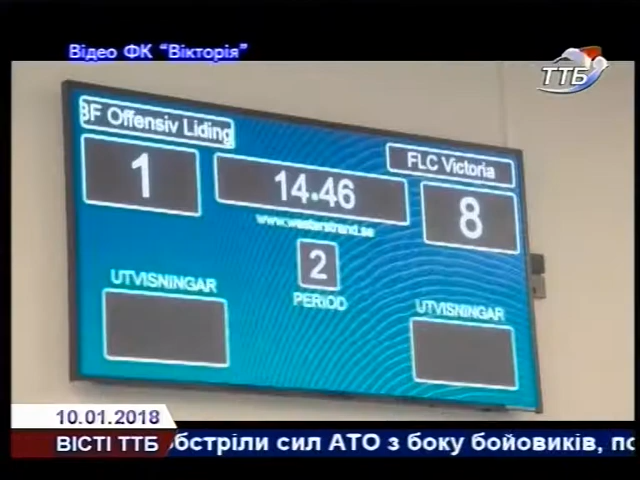 Відео ФК "Вікторія"
ТТБ
BF Offensiv Liding
FLC Victoria
1
14.46
8
www.westerstrand.se
2
PERIOD
UTVISNINGAR
UTVISNINGAR
10.01.2018
ВІСТІ ТТБ
обстріли сил АТО з боку бойовиків, по